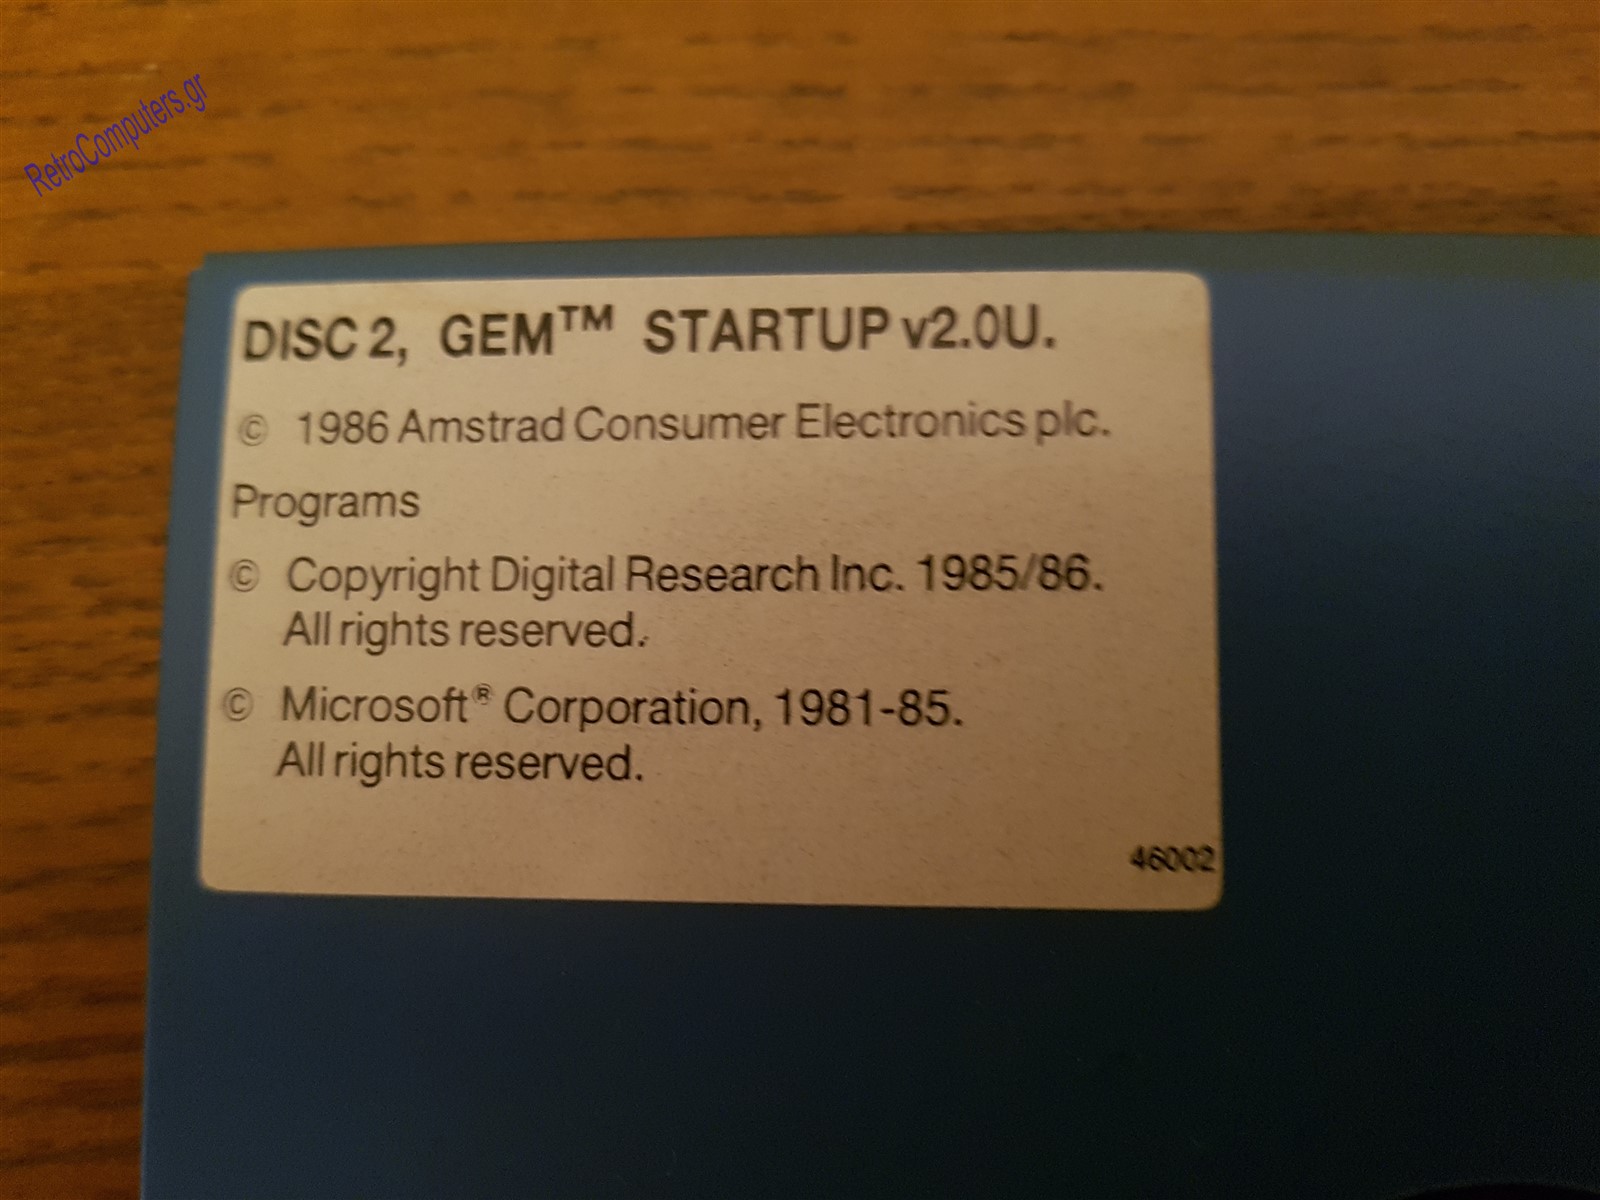 RetroComputers.gr
DISC 2, GEM™ STARTUP v2.0U.
© 1986 Amstrad Consumer Electronics plc.
Programs
© Copyright Digital Research Inc. 1985/86.
All rights reserved.
© Microsoft® Corporation, 1981-85.
All rights reserved.
46002